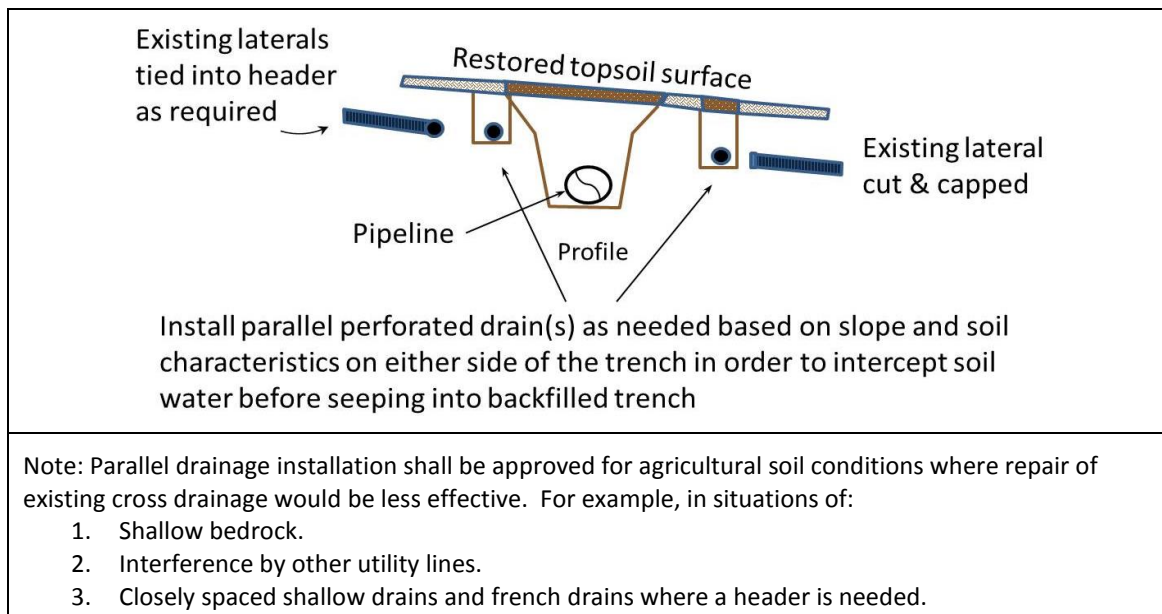 Existing laterals
tied into header
as required
Restored topsoil surface
Existing lateral
cut & capped
Pipeline
Profile
Install parallel perforated drain(s) as needed based on slope and soil
characteristics on either side of the trench in order to intercept soil
water before seeping into backfilled trench
Note: Parallel drainage installation shall be approved for agricultural soil conditions where repair of
existing cross drainage would be less effective.  For example, in situations of:
1. Shallow bedrock.
2. Interference by other utility lines.
3. Closely spaced shallow drains and french drains where a header is needed.